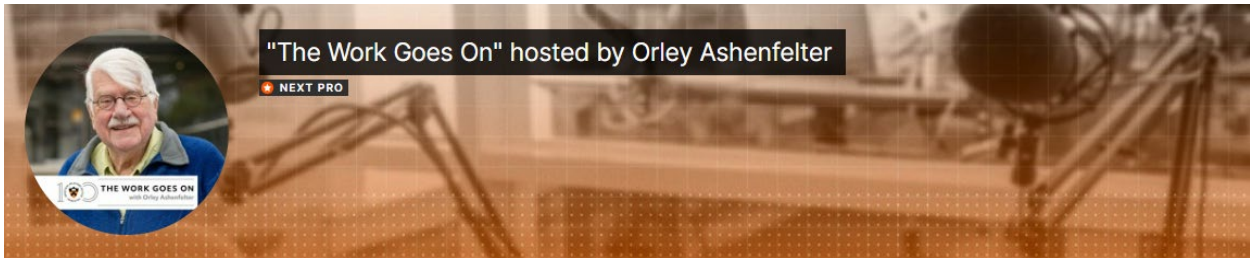 "The Work Goes On" hosted by Orley Ashenfelter
NEXT PRO
100 THE WORK GOES ON
with Orley Ashenfelter